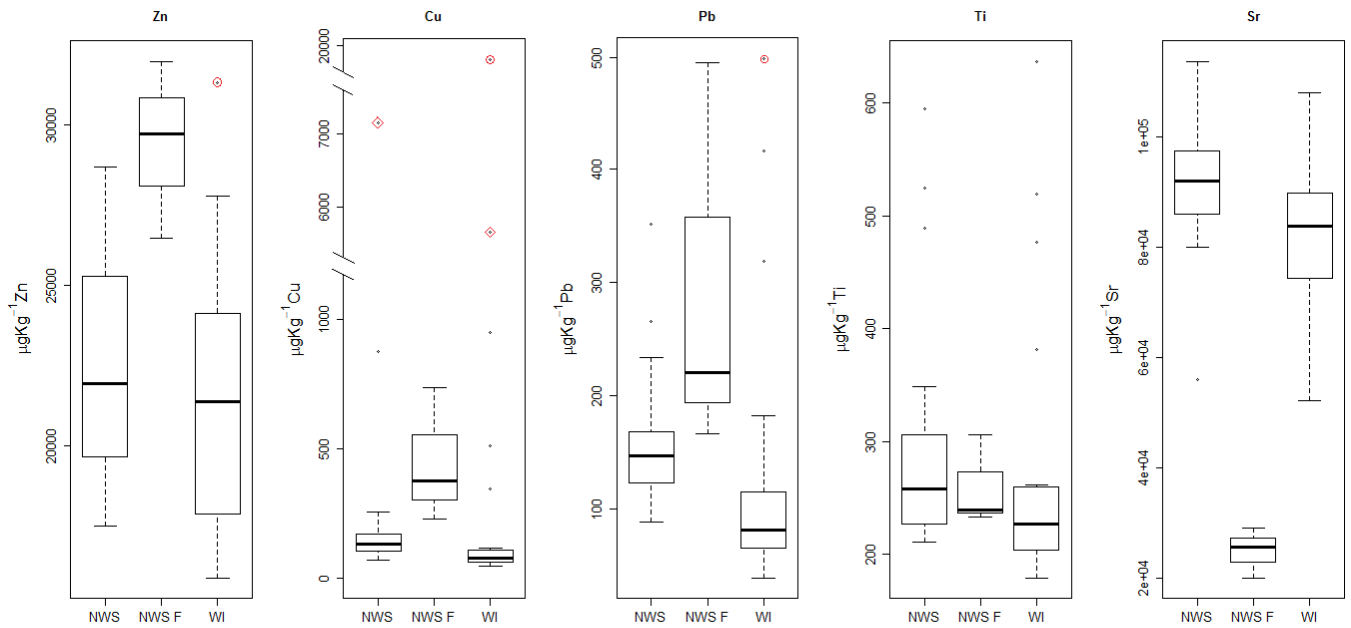 Zn
Cu
Pb
Ti
Sr
µgKg⁻¹Zn
30000
25000
20000
NWS
NWS F
WI
µgKg⁻¹Cu
20000
7000
6000
1000
500
0
NWS
NWS F
WI
µgKg⁻¹Pb
500
400
300
200
100
NWS
NWS F
WI
µgKg⁻¹Ti
600
500
400
300
200
NWS
NWS F
WI
µgKg⁻¹Sr
1e+05
8e+04
6e+04
4e+04
2e+04
NWS
NWS F
WI